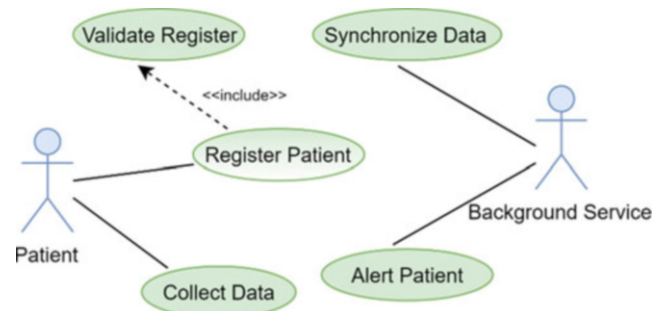 Validate Register
Synchronize Data
<<include>>
Register Patient
Background Service
Patient
Alert Patient
Collect Data